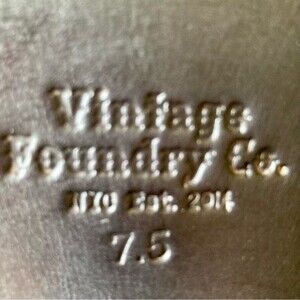 Vintage
Foundry Co.
NYC Est. 2014
7.5